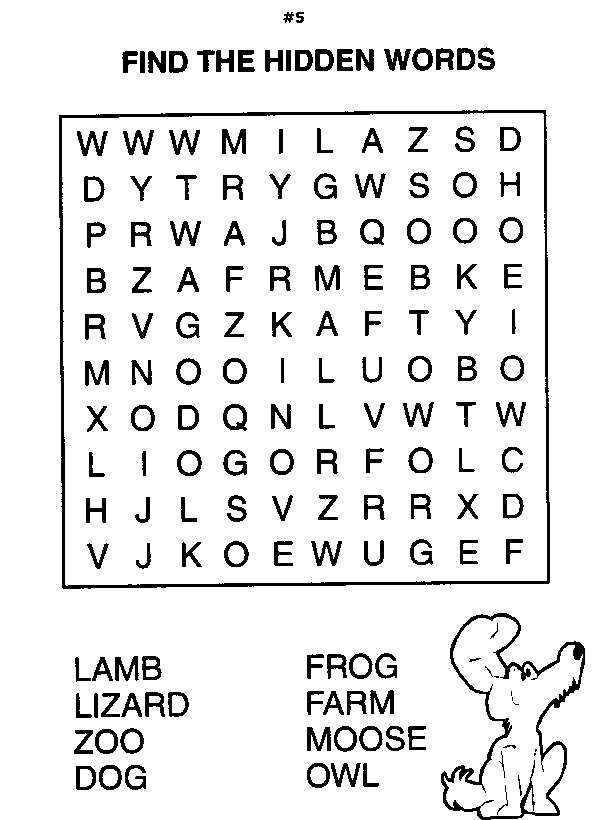 #5
FIND THE HIDDEN WORDS
W W W M I L A Z S D
D Y T R Y G W S O H
P R W A J B Q O O O
B Z A F R M E B K E
R V G Z K A F T Y I
M N O O I L U O B O
X O D Q N L V W T W
L I O G O R F O L C
H J L S V Z R R X D
V J K O E W U G E F
LAMB FROG
LIZARD FARM
ZOO MOOSE
DOG OWL